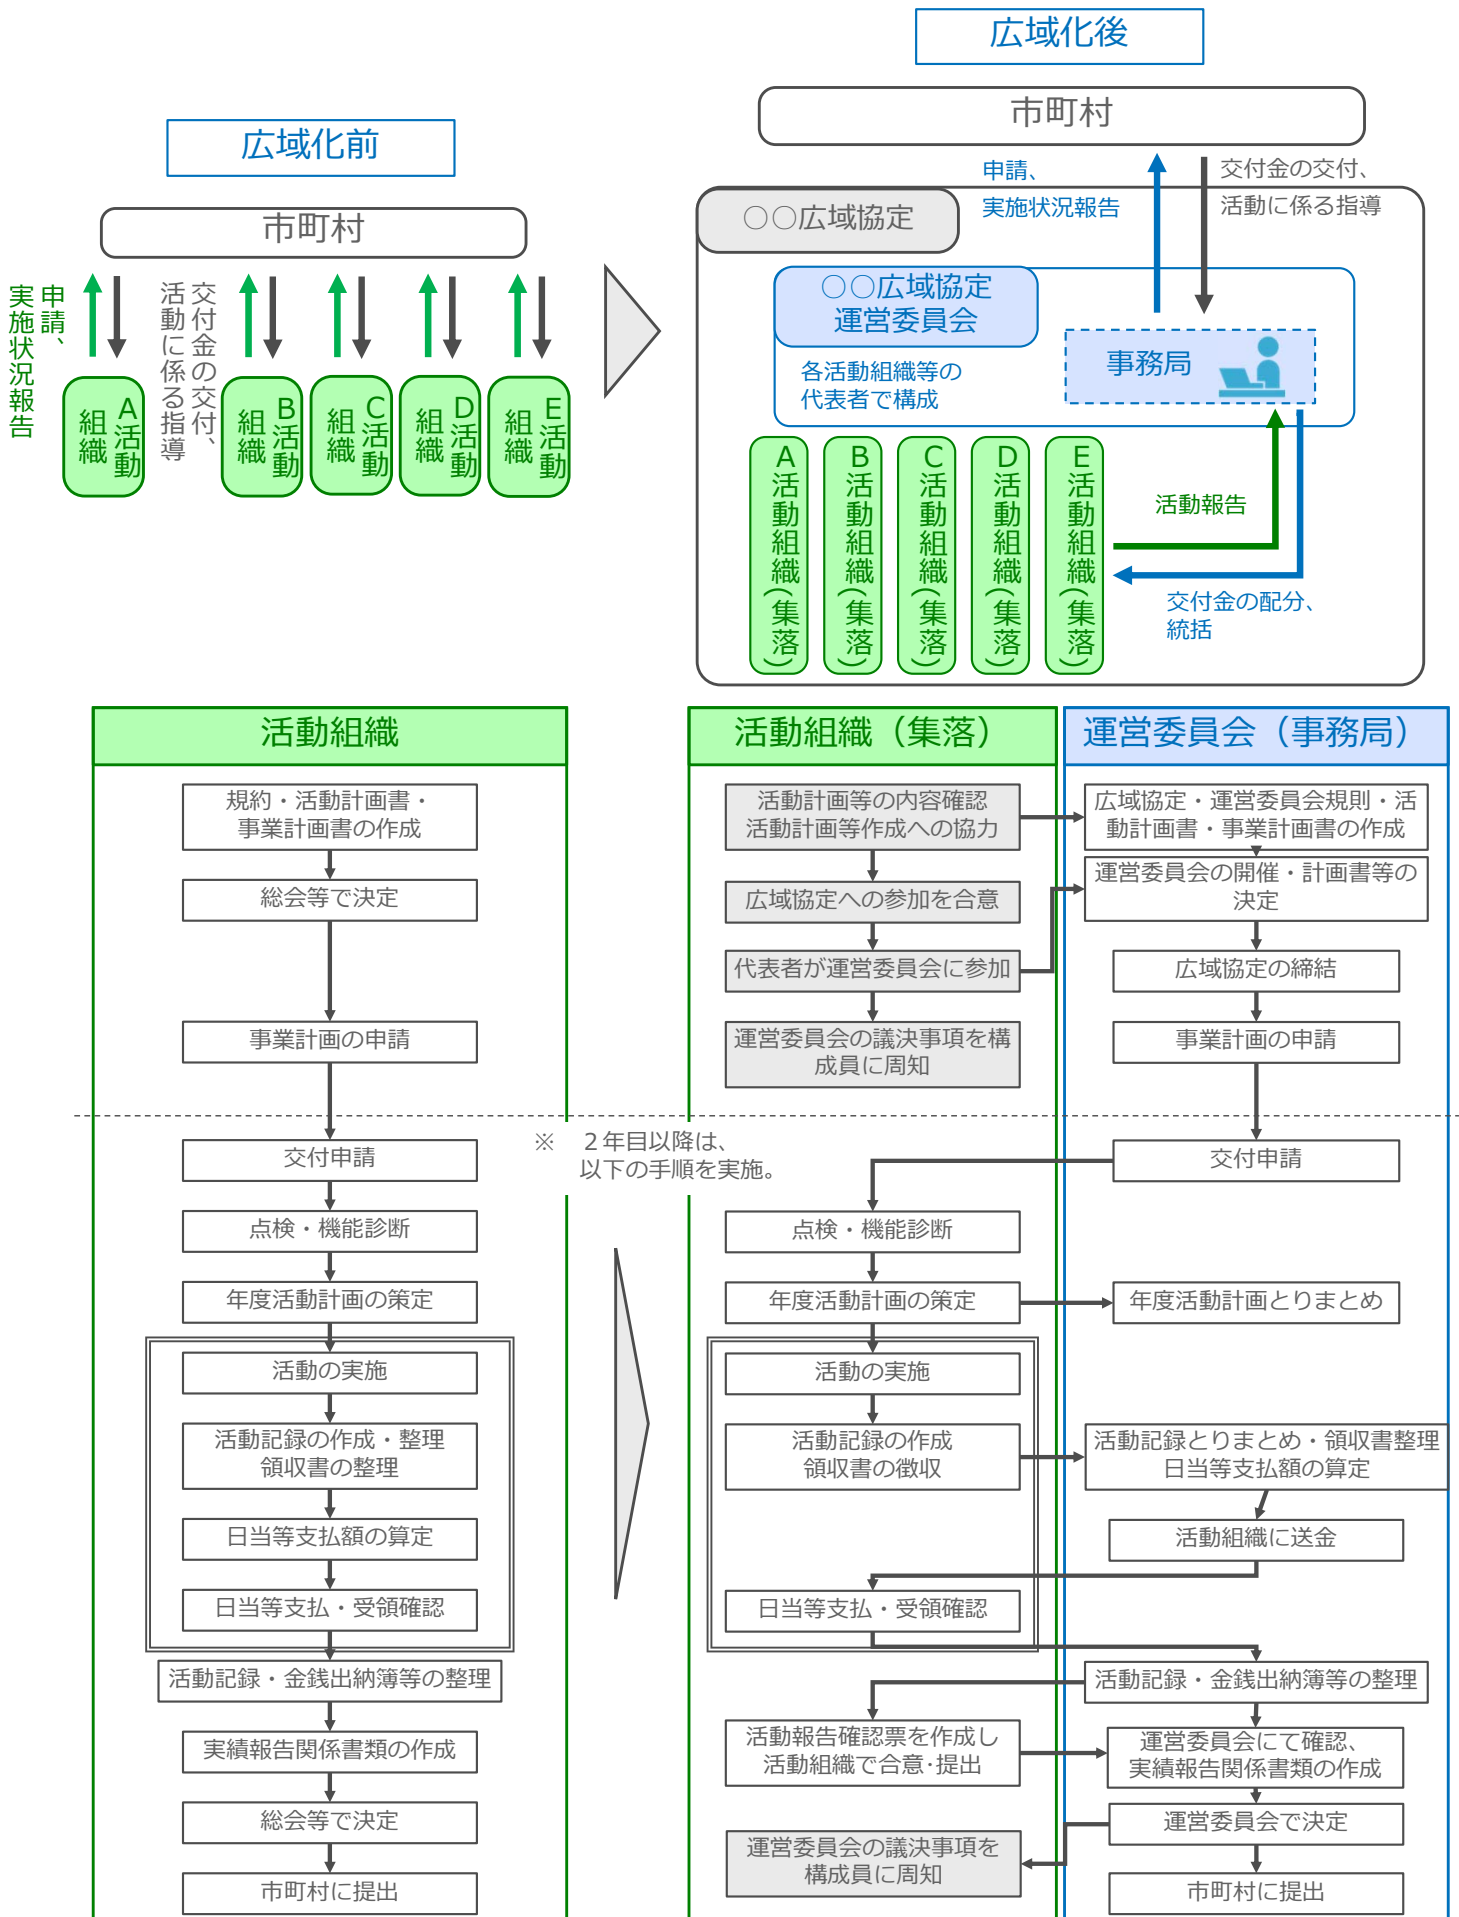 広域化前
市町村
申請、
実施状況報告
交付金の交付、
活動に係る指導
A活動
組織
B活動
組織
C活動
組織
D活動
組織
E活動
組織
広域化後
市町村
申請、
実施状況報告
交付金の交付、
活動に係る指導
○○広域協定
○○広域協定
運営委員会
各活動組織等の
代表者で構成
事務局
A活動組織(集落)
B活動組織(集落)
C活動組織(集落)
D活動組織(集落)
E活動組織(集落)
活動報告
交付金の配分、
統括
活動組織
規約・活動計画書・
事業計画書の作成
総会等で決定
事業計画の申請
交付申請
点検・機能診断
年度活動計画の策定
活動の実施
活動記録の作成・整理
領収書の整理
日当等支払額の算定
日当等支払・受領確認
活動記録・金銭出納簿等の整理
実績報告関係書類の作成
総会等で決定
市町村に提出
※　２年目以降は、
以下の手順を実施。
活動組織（集落）
活動計画等の内容確認
活動計画等作成への協力
広域協定への参加を合意
代表者が運営委員会に参加
運営委員会の議決事項を構
成員に周知
点検・機能診断
年度活動計画の策定
活動の実施
活動記録の作成
領収書の徴収
日当等支払・受領確認
活動報告確認票を作成し
活動組織で合意･提出
運営委員会の議決事項を
構成員に周知
運営委員会（事務局）
広域協定・運営委員会規則・活
動計画書・事業計画書の作成
運営委員会の開催・計画書等の
決定
広域協定の締結
事業計画の申請
交付申請
年度活動計画とりまとめ
活動記録とりまとめ・領収書整理
日当等支払額の算定
活動組織に送金
活動記録・金銭出納簿等の整理
運営委員会にて確認、
実績報告関係書類の作成
運営委員会で決定
市町村に提出